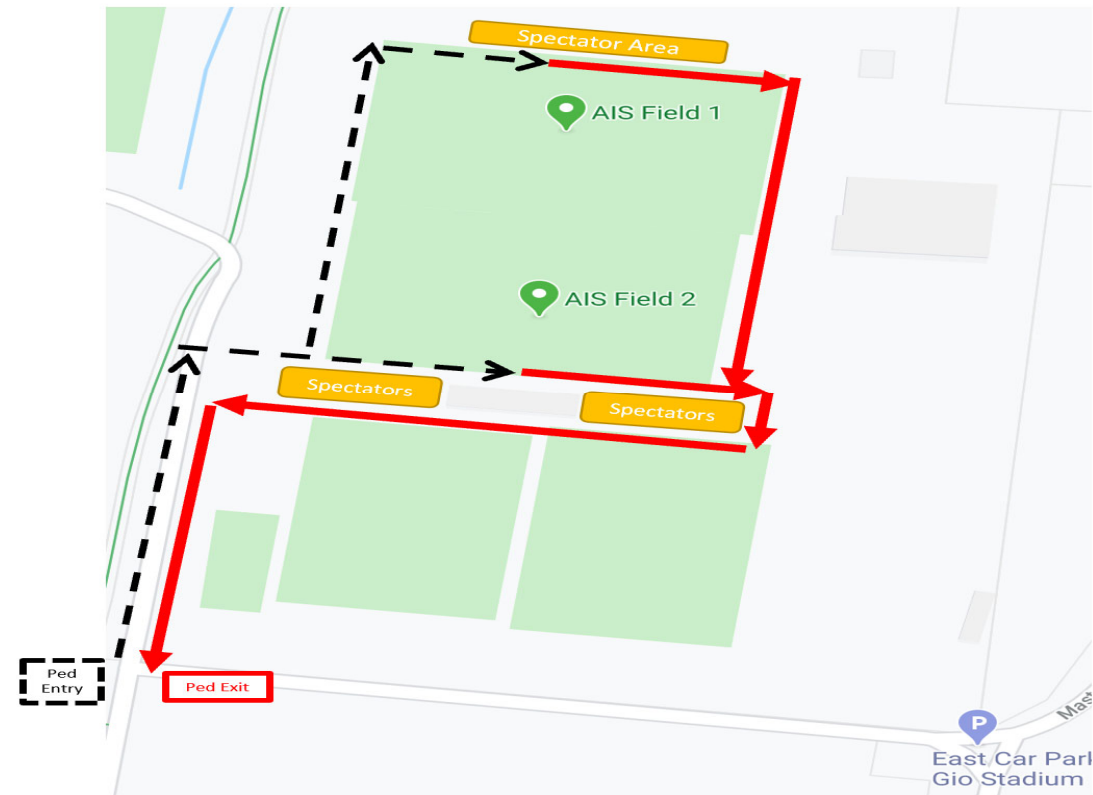 Spectator Area
AIS Field 1
AIS Field 2
Spectators
Spectators
Ped
Entry
Ped Exit
P
Mast
East Car Park
Gio Stadium